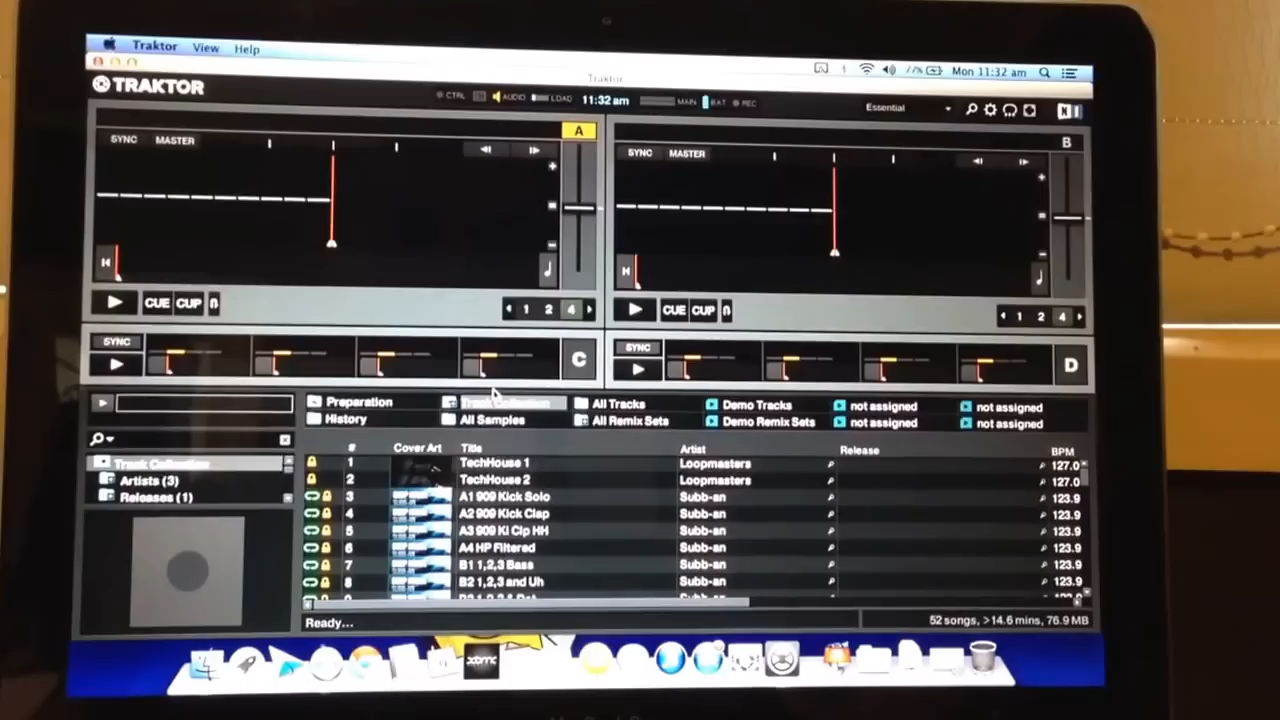 Traktor View Help
Mon 11:32 am
Traktor
TRAKTOR
CTRL AUDIO LOAD 11:32 am MAIN BAT REC Essential
A
SYNC MASTER
CUE CUP
1 2 4
B
SYNC MASTER
CUE CUP
1 2 4
SYNC
C
SYNC
D
Preparation Track Collection All Tracks Demo Tracks not assigned not assigned
History All Samples All Remix Sets Demo Remix Sets not assigned not assigned
Track Collection
Artists (3)
Releases (1)
# Cover Art Title Artist Release BPM
1 TechHouse 1 Loopmasters 127.0
2 TechHouse 2 Loopmasters 127.0
3 A1 909 Kick Solo Subb-an 123.9
4 A2 909 Kick Clap Subb-an 123.9
5 A3 909 Ki Clp HH Subb-an 123.9
6 A4 HP Filtered Subb-an 123.9
7 B1 1,2,3 Bass Subb-an 123.9
8 B2 1,2,3 and Uh Subb-an 123.9
Ready...
52 songs, >14.6 mins, 76.9 MB
xbmc